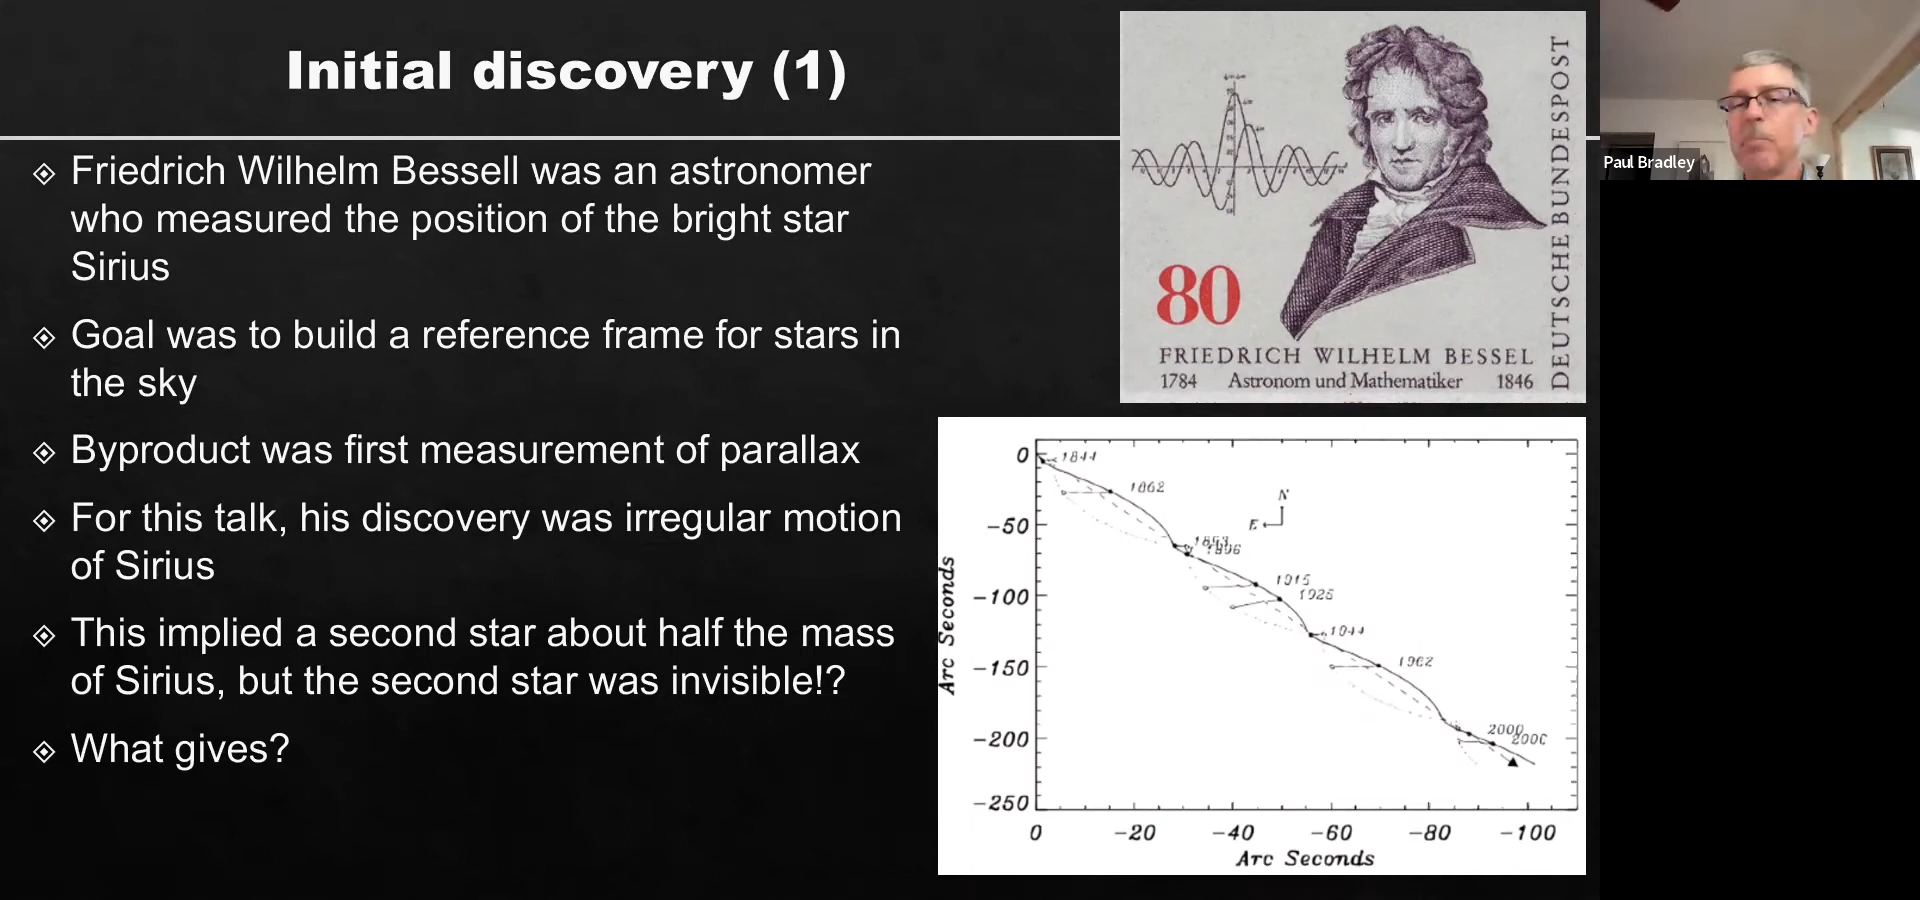 Initial discovery (1)
Friedrich Wilhelm Bessell was an astronomer
who measured the position of the bright star
Sirius
Goal was to build a reference frame for stars in
the sky
Byproduct was first measurement of parallax
For this talk, his discovery was irregular motion
of Sirius
This implied a second star about half the mass
of Sirius, but the second star was invisible!?
What gives?
80
FRIEDRICH WILHELM BESSEL
1784 Astronom und Mathematiker 1846
DEUTSCHE BUNDESPOST
Paul Bradley
0
-50
-100
-150
-200
-250
Arc Seconds
1844
1862
N
E
1896
1915
1944
1962
2000
0 -20 -40 -60 -80 -100
Arc Seconds